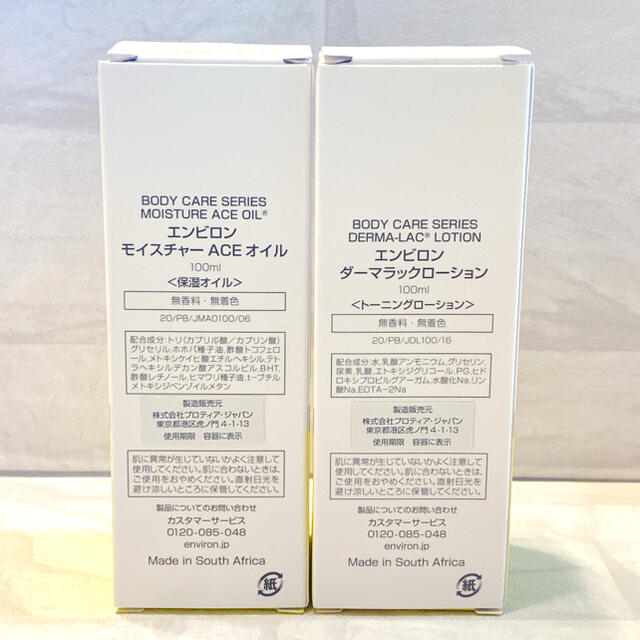 BODY CARE SERIES
MOISTURE ACE OIL®
エンビロン
モイスチャー ACE オイル
100ml
<保湿オイル>
無香料・無着色
20/PB/JMA0100/06
配合成分:トリ(カプリル酸/カプリン酸)
グリセリル、ホホバ種子油、酢酸トコフェロ
ール、メトキシケイヒ酸エチルヘキシル、テト
ラヘキシルデカン酸アスコルビル、BHT、
酢酸レチノール、ヒマワリ種子油、t-ブチル
メトキシジベンゾイルメタン
製造販売元
株式会社プロティア・ジャパン
東京都港区虎ノ門 4-1-13
使用期限 容器に表示
肌に異常が生じていないかよく注意して
使用してください。肌に合わないときは、
ご使用をおやめください。直射日光を
避け涼しいところに保管してください。
製品についてのお問い合わせ
カスタマーサービス
0120-085-048
environ.jp
Made in South Africa
紙
BODY CARE SERIES
DERMA-LAC® LOTION
エンビロン
ダーマラックローション
100ml
<トーニングローション>
無香料・無着色
20/PB/JDL100/16
配合成分:水、乳酸アンモニウム、グリセリン、
尿素、乳酸、エトキシジグリコール、PG、ヒド
ロキシプロピルグアーガム、水酸化Na、リン
酸Na、EDTA-2Na
製造販売元
株式会社プロティア・ジャパン
東京都港区虎ノ門 4-1-13
使用期限 容器に表示
肌に異常が生じていないかよく注意して
使用してください。肌に合わないときは、
ご使用をおやめください。直射日光を
避け涼しいところに保管してください。
製品についてのお問い合わせ
カスタマーサービス
0120-085-048
environ.jp
Made in South Africa
紙